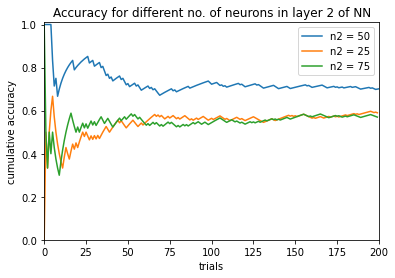 Accuracy for different no. of neurons in layer 2 of NN
n2 = 50
n2 = 25
n2 = 75
cumulative accuracy
1.0
0.8
0.6
0.4
0.2
0.0
0 25 50 75 100 125 150 175 200
trials